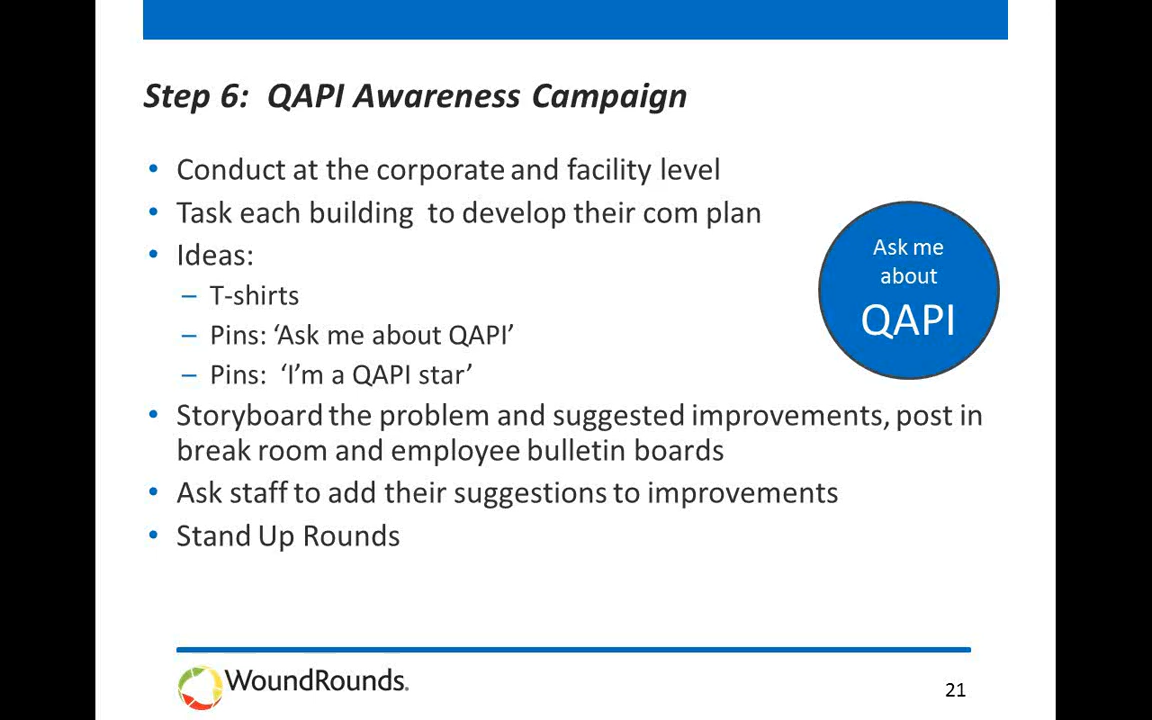 Step 6:  QAPI Awareness Campaign
• Conduct at the corporate and facility level
• Task each building  to develop their com plan
• Ideas:
– T-shirts
– Pins: ‘Ask me about QAPI’
– Pins:  ‘I’m a QAPI star’
• Storyboard the problem and suggested improvements, post in
break room and employee bulletin boards
• Ask staff to add their suggestions to improvements
• Stand Up Rounds
Ask me
about
QAPI
WoundRounds.
21